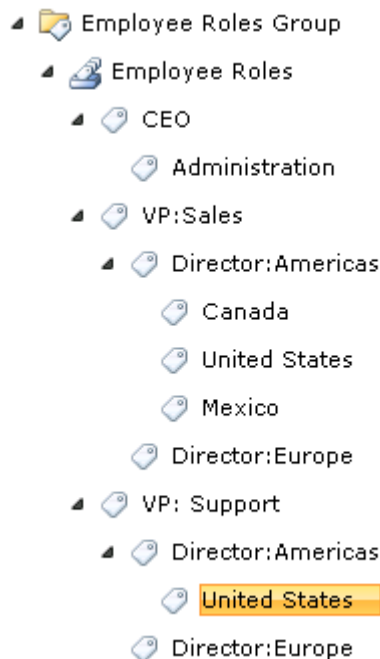 Employee Roles Group
Employee Roles
CEO
Administration
VP:Sales
Director:Americas
Canada
United States
Mexico
Director:Europe
VP: Support
Director:Americas
United States
Director:Europe